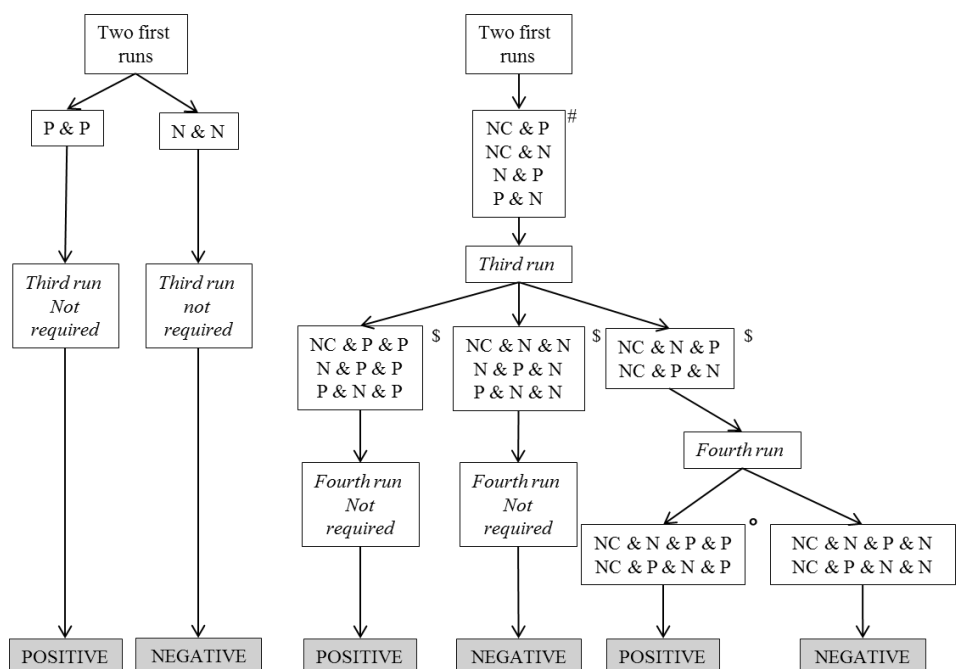 Two first
runs
P & P
N & N
Third run
Not
required
Third run
not
required
POSITIVE
NEGATIVE
Two first
runs
NC & P
NC & N
N & P
P & N
#
Third run
NC & P & P
N & P & P
P & N & P
$
NC & N & N
N & P & N
P & N & N
$
NC & N & P
NC & P & N
$
Fourth run
Not
required
Fourth run
Not
required
Fourth run
NC & N & P & P
NC & P & N & P
°
NC & N & P & N
NC & P & N & N
POSITIVE
NEGATIVE
POSITIVE
NEGATIVE